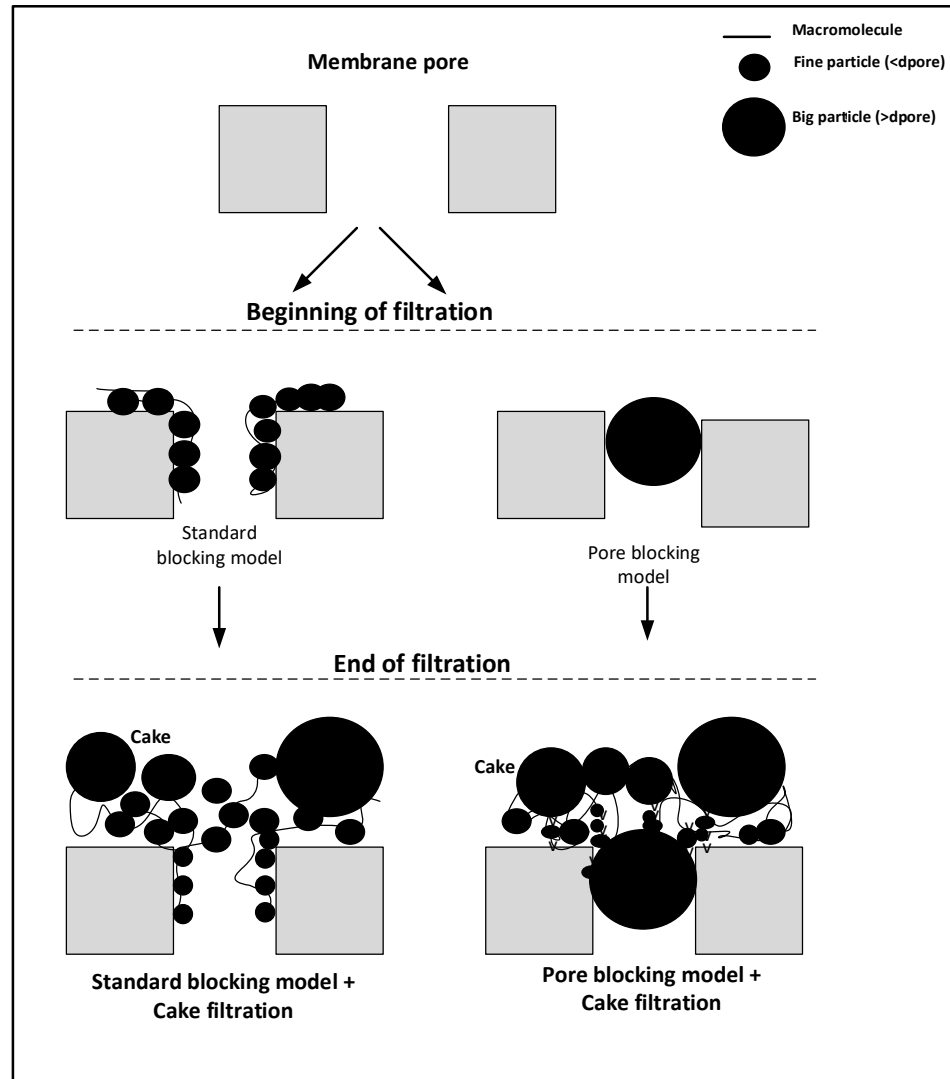 Macromolecule
Fine particle (<dpore)
Big particle (>dpore)
Membrane pore
Beginning of filtration
Standard
blocking model
Pore blocking
model
End of filtration
Cake
Cake
Standard blocking model +
Cake filtration
Pore blocking model +
Cake filtration